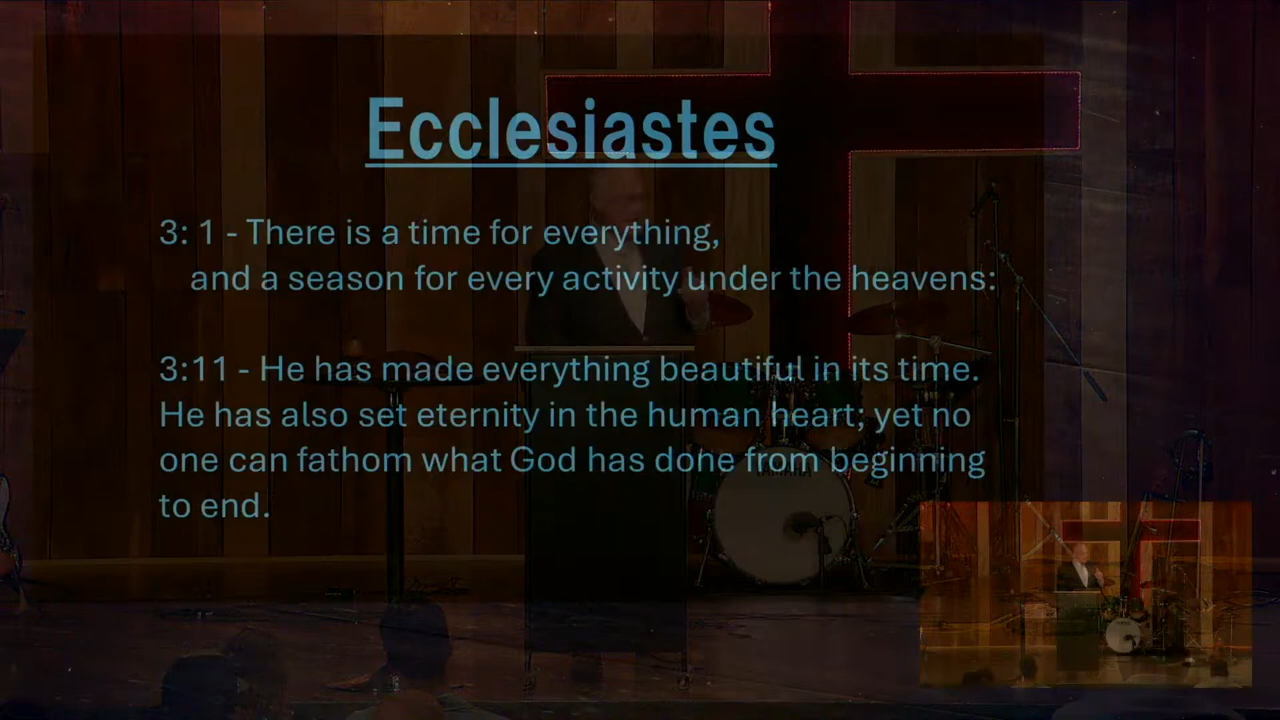 Ecclesiastes
3: 1 - There is a time for everything,
and a season for every activity under the heavens:
3:11 - He has made everything beautiful in its time.
He has also set eternity in the human heart; yet no
one can fathom what God has done from beginning
to end.
YAMAHA